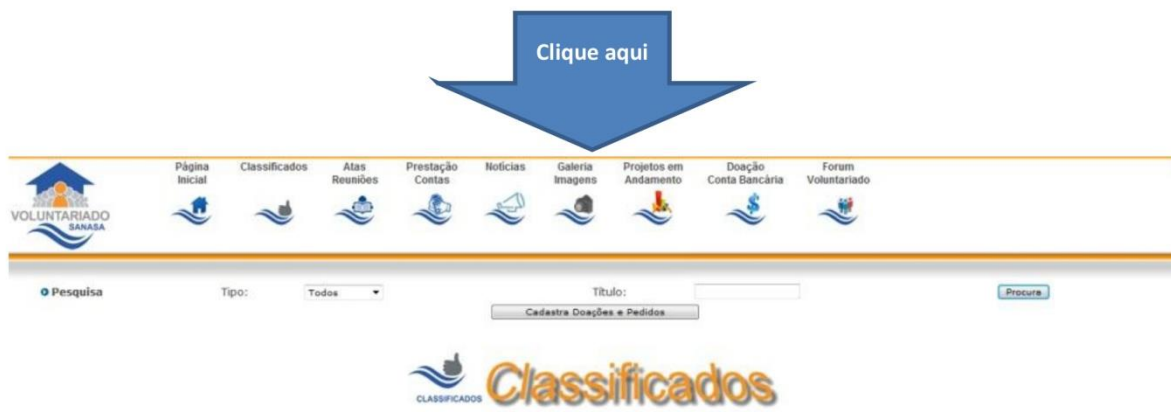 Clique aqui
Página Inicial
Classificados
Atas Reuniões
Prestação Contas
Notícias
Galeria Imagens
Projetos em Andamento
Doação Conta Bancária
Forum Voluntariado
VOLUNTARIADO
SANASA
Pesquisa Tipo: Todos Título: Procura
Cadastra Doações e Pedidos
CLASSIFICADOS Classificados